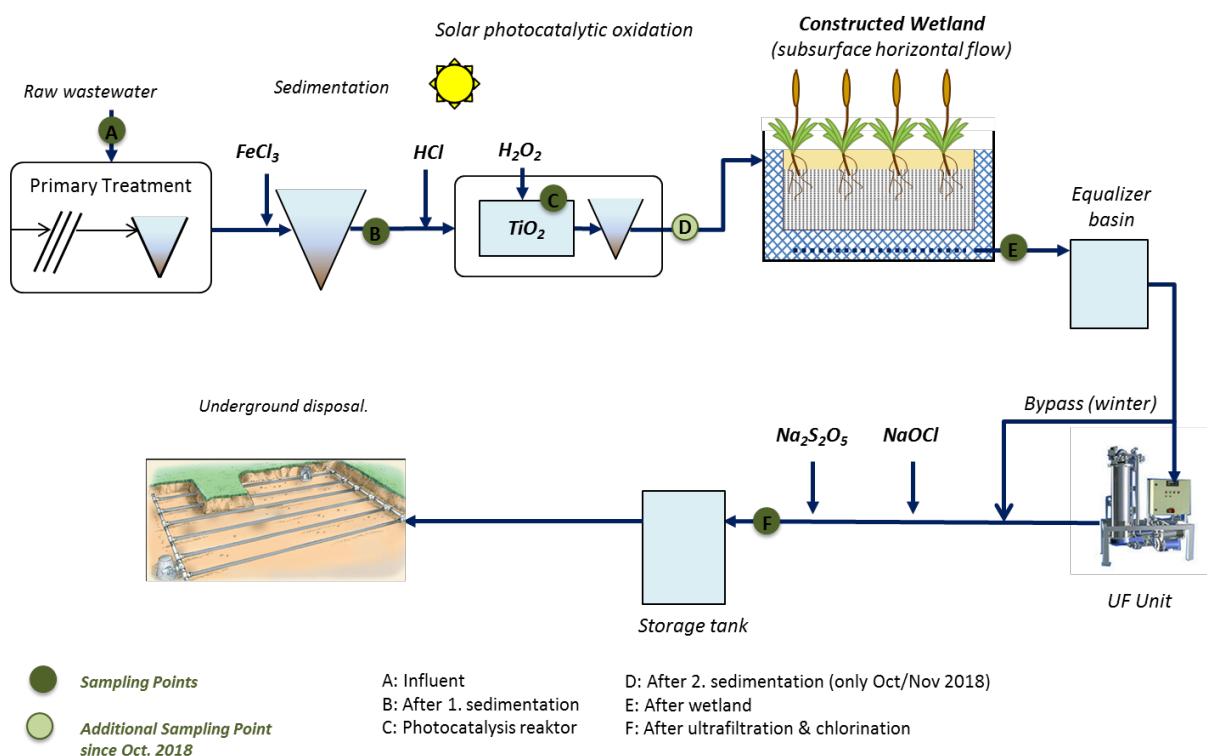 Solar photocatalytic oxidation
Constructed Wetland
(subsurface horizontal flow)
Raw wastewater
Sedimentation
A
FeCl3
HCl
H2O2
Primary Treatment
C
TiO2
B
D
E
Equalizer
basin
Underground disposal.
Bypass (winter)
Na2S2O5
NaOCl
F
UF Unit
Storage tank
Sampling Points
Additional Sampling Point
since Oct. 2018
A: Influent
B: After 1. sedimentation
C: Photocatalysis reaktor
D: After 2. sedimentation (only Oct/Nov 2018)
E: After wetland
F: After ultrafiltration & chlorination